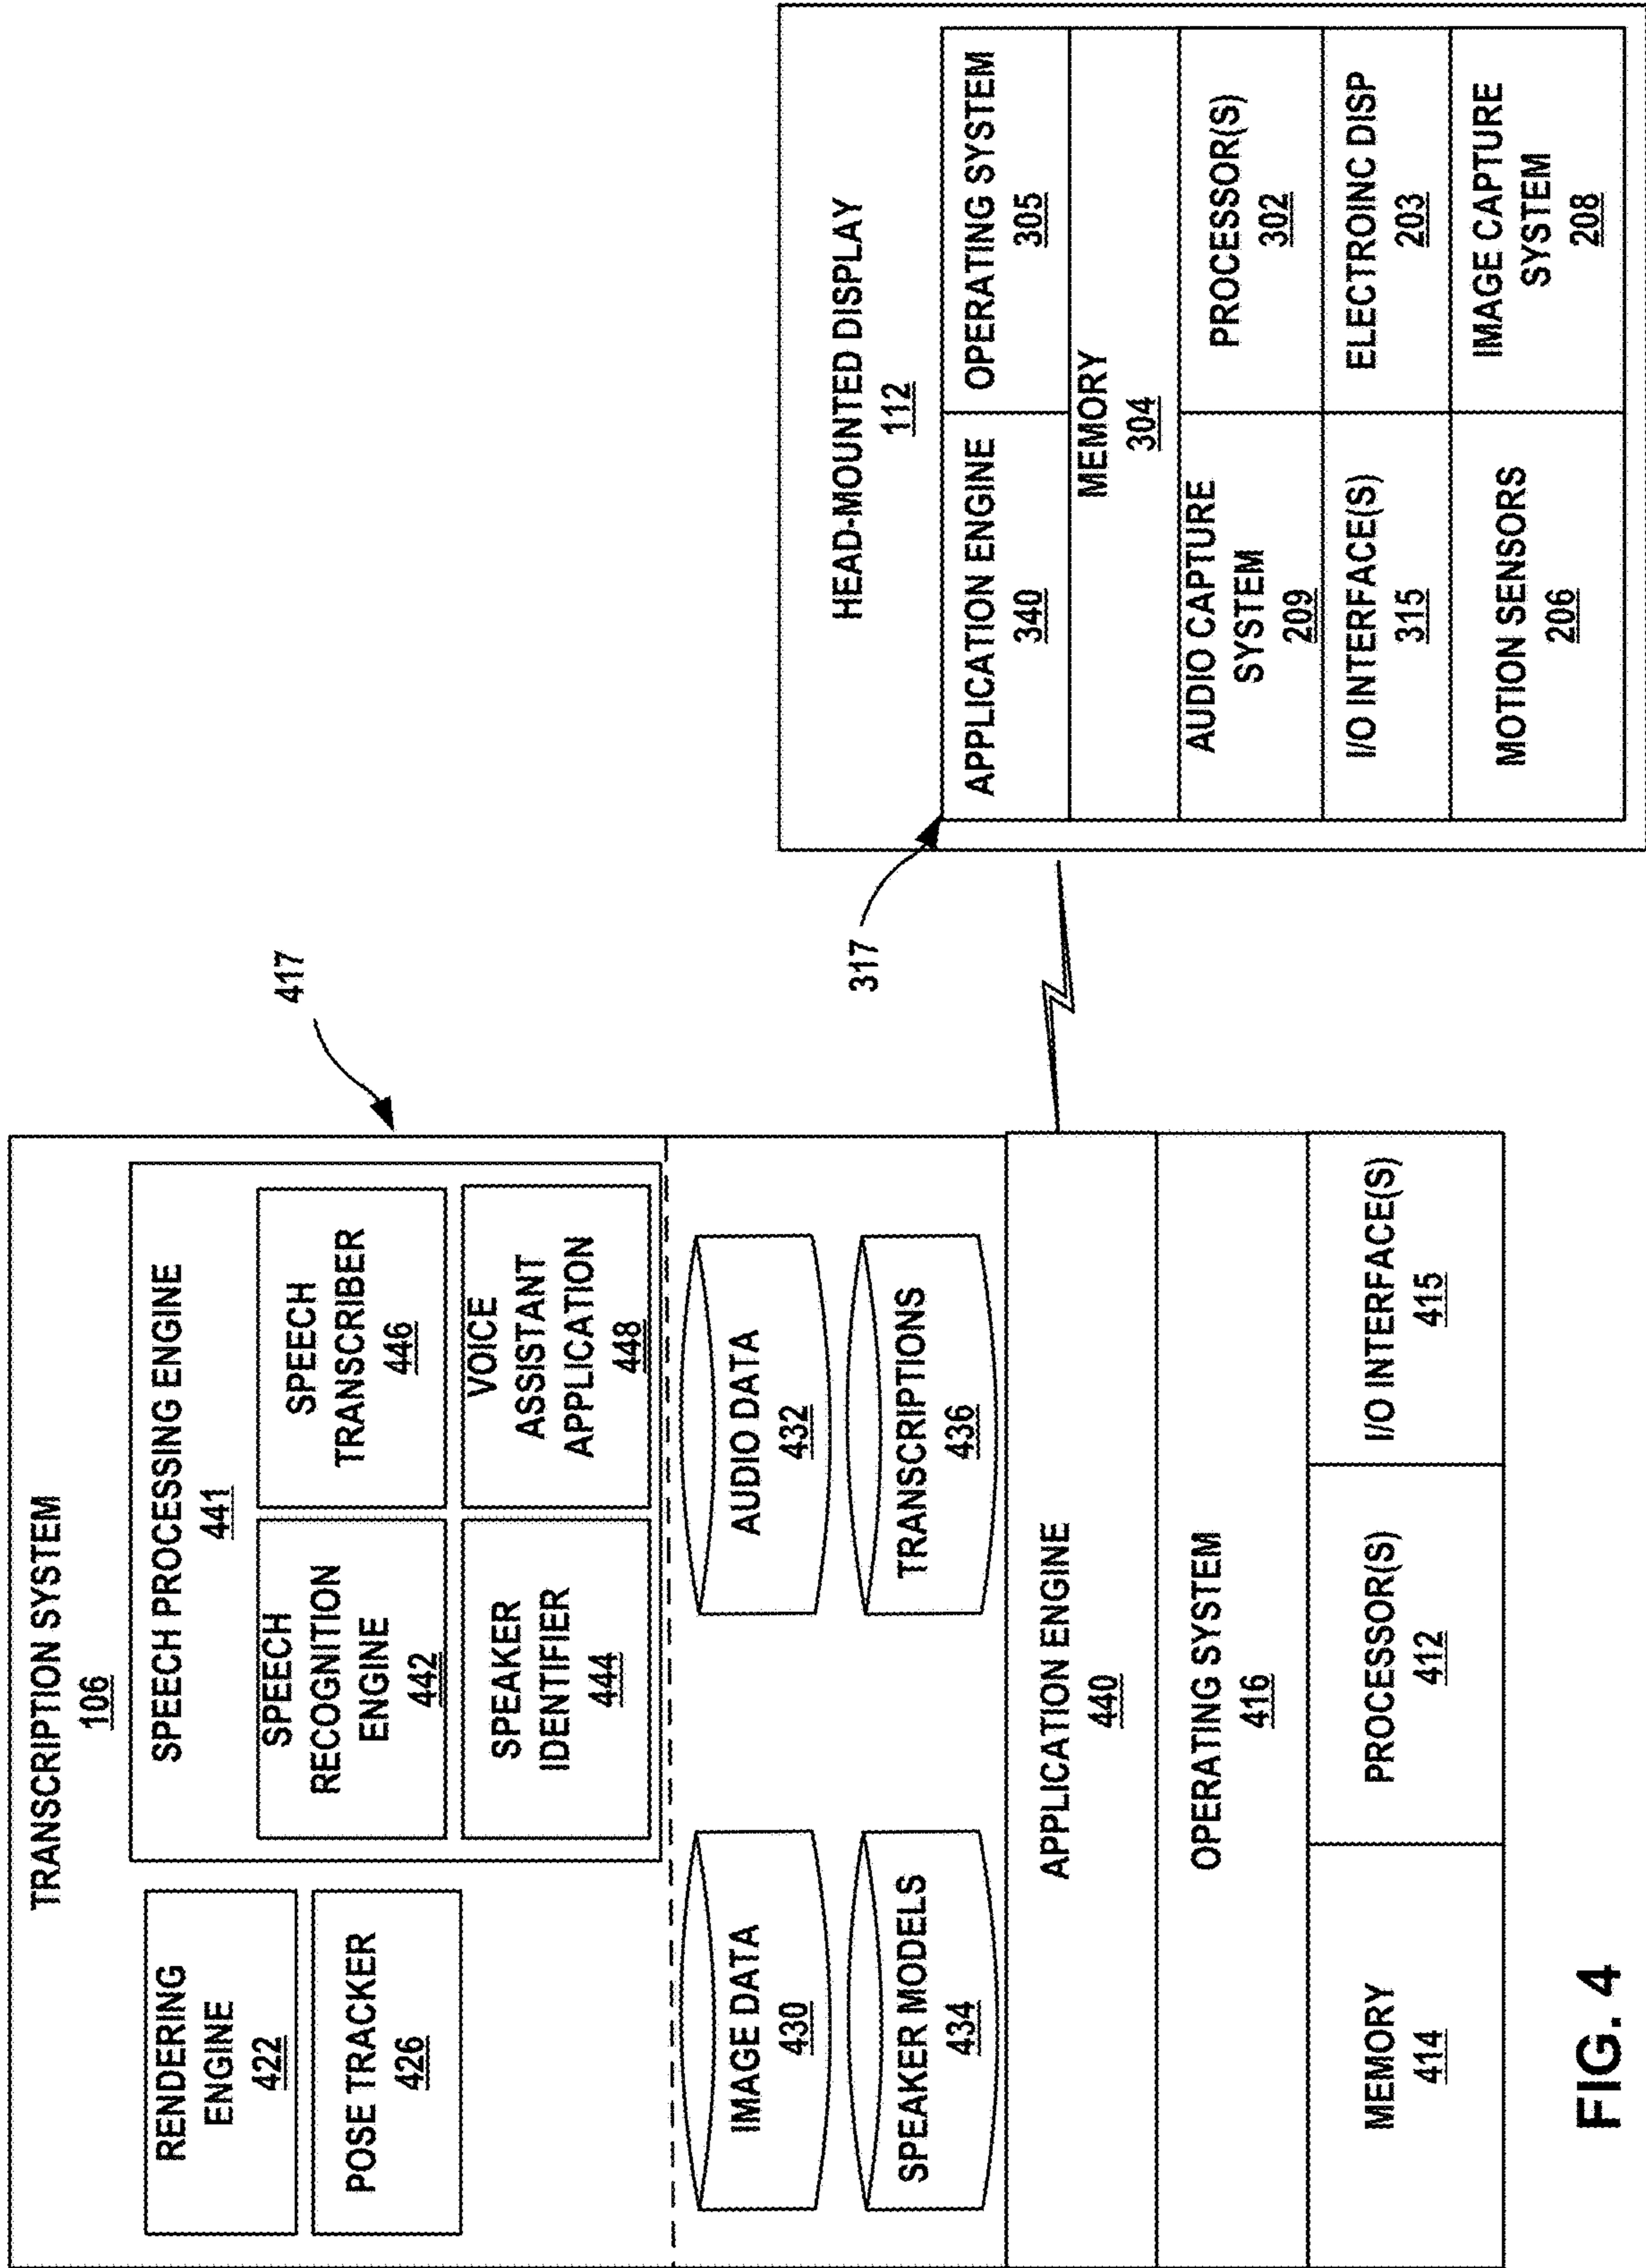 TRANSCRIPTION SYSTEM
106
RENDERING
ENGINE
422
POSE TRACKER
426
SPEECH PROCESSING ENGINE
441
SPEECH
RECOGNITION
ENGINE
442
SPEECH
TRANSCRIBER
446
SPEAKER
IDENTIFIER
444
VOICE
ASSISTANT
APPLICATION
448
417
IMAGE DATA
430
AUDIO DATA
432
SPEAKER MODELS
434
TRANSCRIPTIONS
436
APPLICATION ENGINE
440
OPERATING SYSTEM
416
MEMORY
414
PROCESSOR(S)
412
I/O INTERFACE(S)
415
317
HEAD-MOUNTED DISPLAY
112
APPLICATION ENGINE
340
OPERATING SYSTEM
305
MEMORY
304
AUDIO CAPTURE
SYSTEM
209
PROCESSOR(S)
302
I/O INTERFACE(S)
315
ELECTROINC DISP
203
MOTION SENSORS
206
IMAGE CAPTURE
SYSTEM
208
FIG. 4